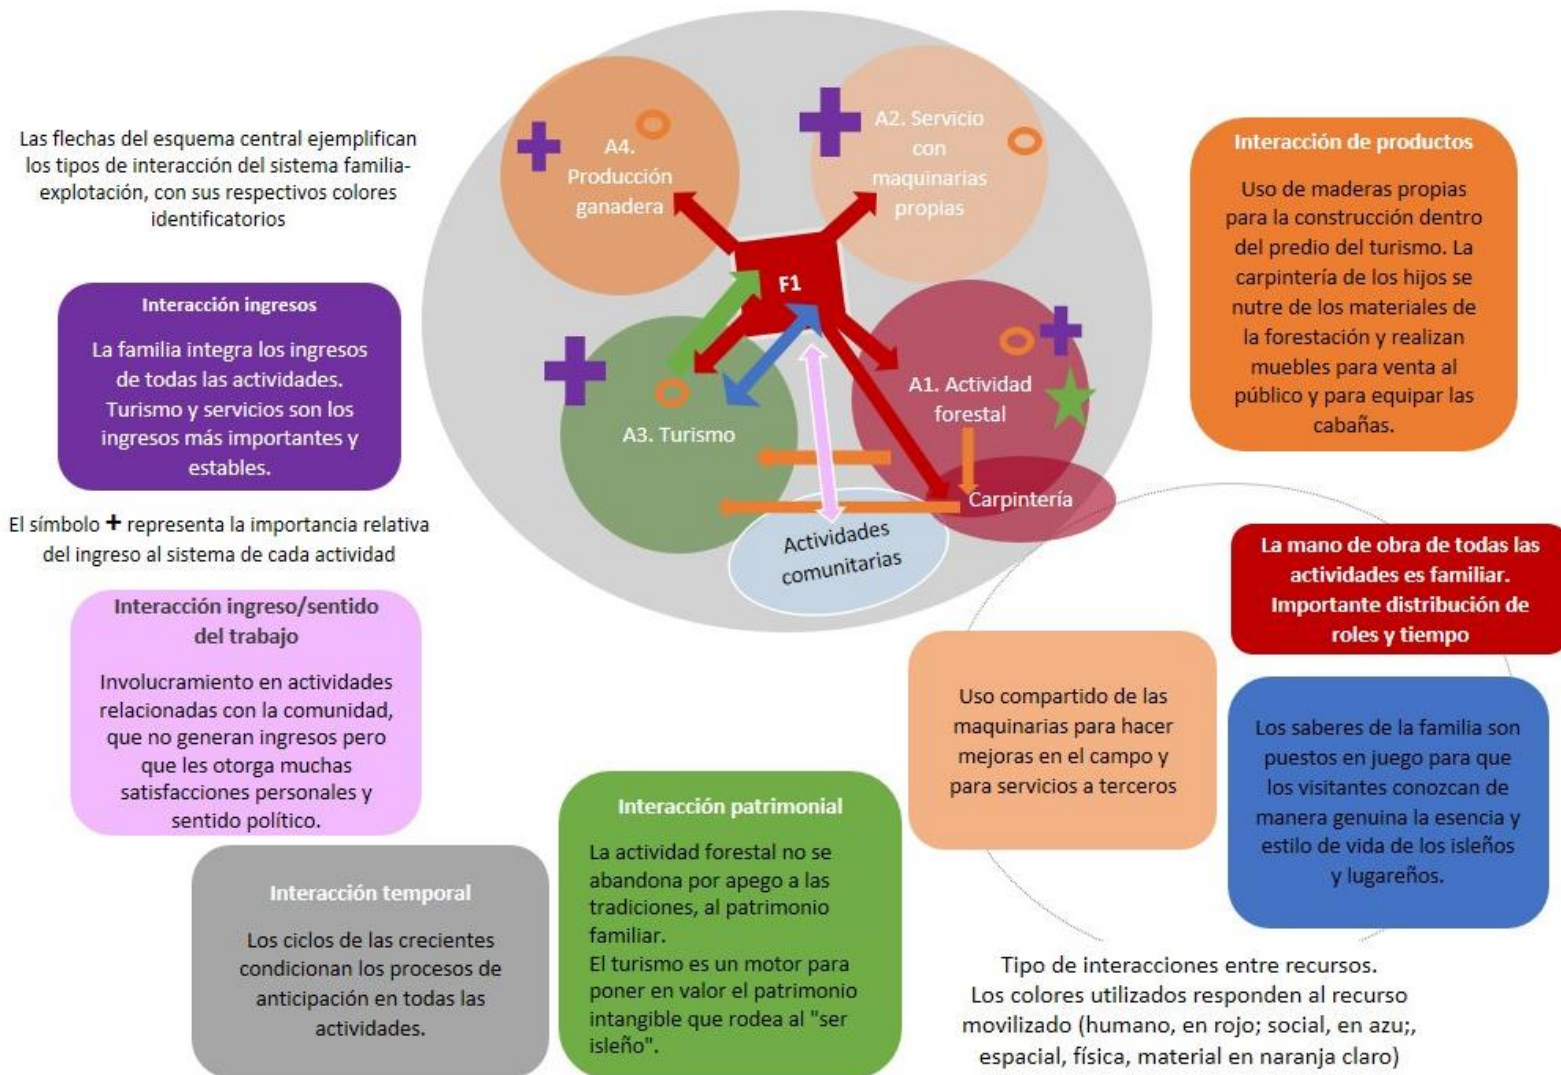 Las flechas del esquema central ejemplifican
los tipos de interacción del sistema familia-
explotación, con sus respectivos colores
identificatorios
Interacción ingresos
La familia integra los ingresos
de todas las actividades.
Turismo y servicios son los
ingresos más importantes y
estables.
El símbolo + representa la importancia relativa
del ingreso al sistema de cada actividad
Interacción ingreso/sentido
del trabajo
Involucramiento en actividades
relacionadas con la comunidad,
que no generan ingresos pero
que les otorga muchas
satisfacciones personales y
sentido político.
Interacción temporal
Los ciclos de las crecientes
condicionan los procesos de
anticipación en todas las
actividades.
A4.
Producción
ganadera
A2. Servicio
con
maquinarias
propias
F1
A3. Turismo
A1. Actividad
forestal
Carpintería
Actividades
comunitarias
Interacción patrimonial
La actividad forestal no se
abandona por apego a las
tradiciones, al patrimonio
familiar.
El turismo es un motor para
poner en valor el patrimonio
intangible que rodea al "ser
isleño".
Interacción de productos
Uso de maderas propias
para la construcción dentro
del predio del turismo. La
carpintería de los hijos se
nutre de los materiales de
la forestación y realizan
muebles para venta al
público y para equipar las
cabañas.
La mano de obra de todas las
actividades es familiar.
Importante distribución de
roles y tiempo
Uso compartido de las
maquinarias para hacer
mejoras en el campo y
para servicios a terceros
Los saberes de la familia son
puestos en juego para que
los visitantes conozcan de
manera genuina la esencia y
estilo de vida de los isleños
y lugareños.
Tipo de interacciones entre recursos.
Los colores utilizados responden al recurso
movilizado (humano, en rojo; social, en azu;,
espacial, física, material en naranja claro)